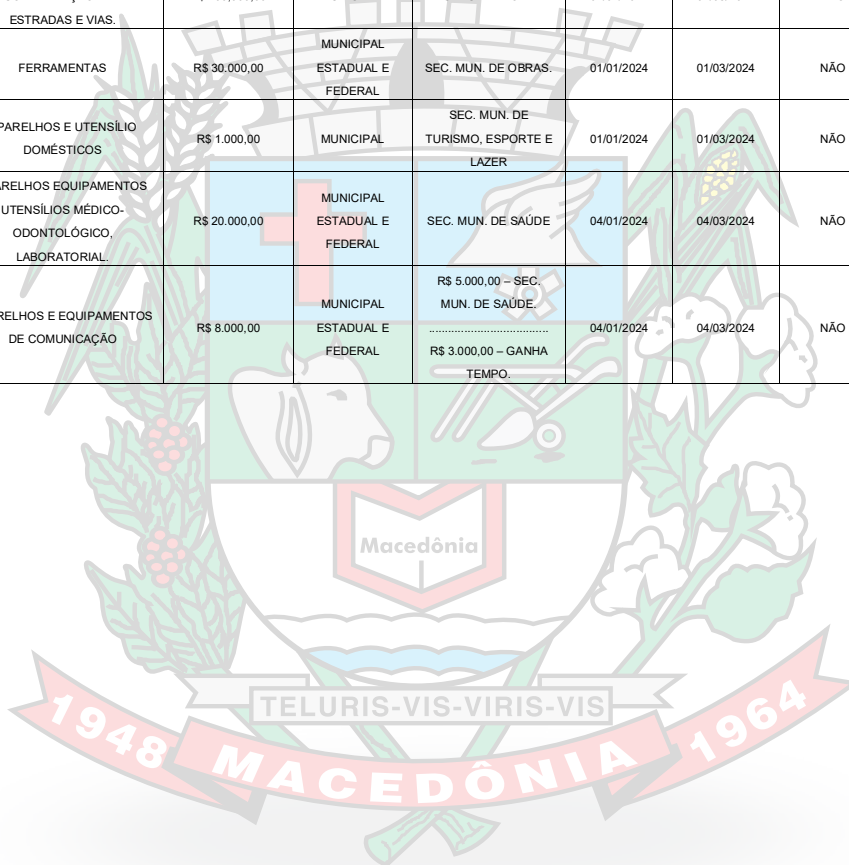 ESTRADAS E VIAS.
FERRAMENTAS
R$ 30.000,00
MUNICIPAL
ESTADUAL E
FEDERAL
SEC. MUN. DE OBRAS.
01/01/2024
01/03/2024
NÃO
PARELHOS E UTENSÍLIO
DOMÉSTICOS
R$ 1.000,00
MUNICIPAL
SEC. MUN. DE
TURISMO, ESPORTE E
LAZER
01/01/2024
01/03/2024
NÃO
ARELHOS EQUIPAMENTOS
UTENSÍLIOS MÉDICO-
ODONTOLÓGICO,
LABORATORIAL.
R$ 20.000,00
MUNICIPAL
ESTADUAL E
FEDERAL
SEC. MUN. DE SAÚDE
04/01/2024
04/03/2024
NÃO
RELHOS E EQUIPAMENTOS
DE COMUNICAÇÃO
R$ 8.000,00
MUNICIPAL
ESTADUAL E
FEDERAL
R$ 5.000,00 – SEC.
MUN. DE SAÚDE.
.....................................
R$ 3.000,00 – GANHA
TEMPO.
04/01/2024
04/03/2024
NÃO
Macedônia
TELURIS-VIS-VIRIS-VIS
1948 MACEDÔNIA 1964